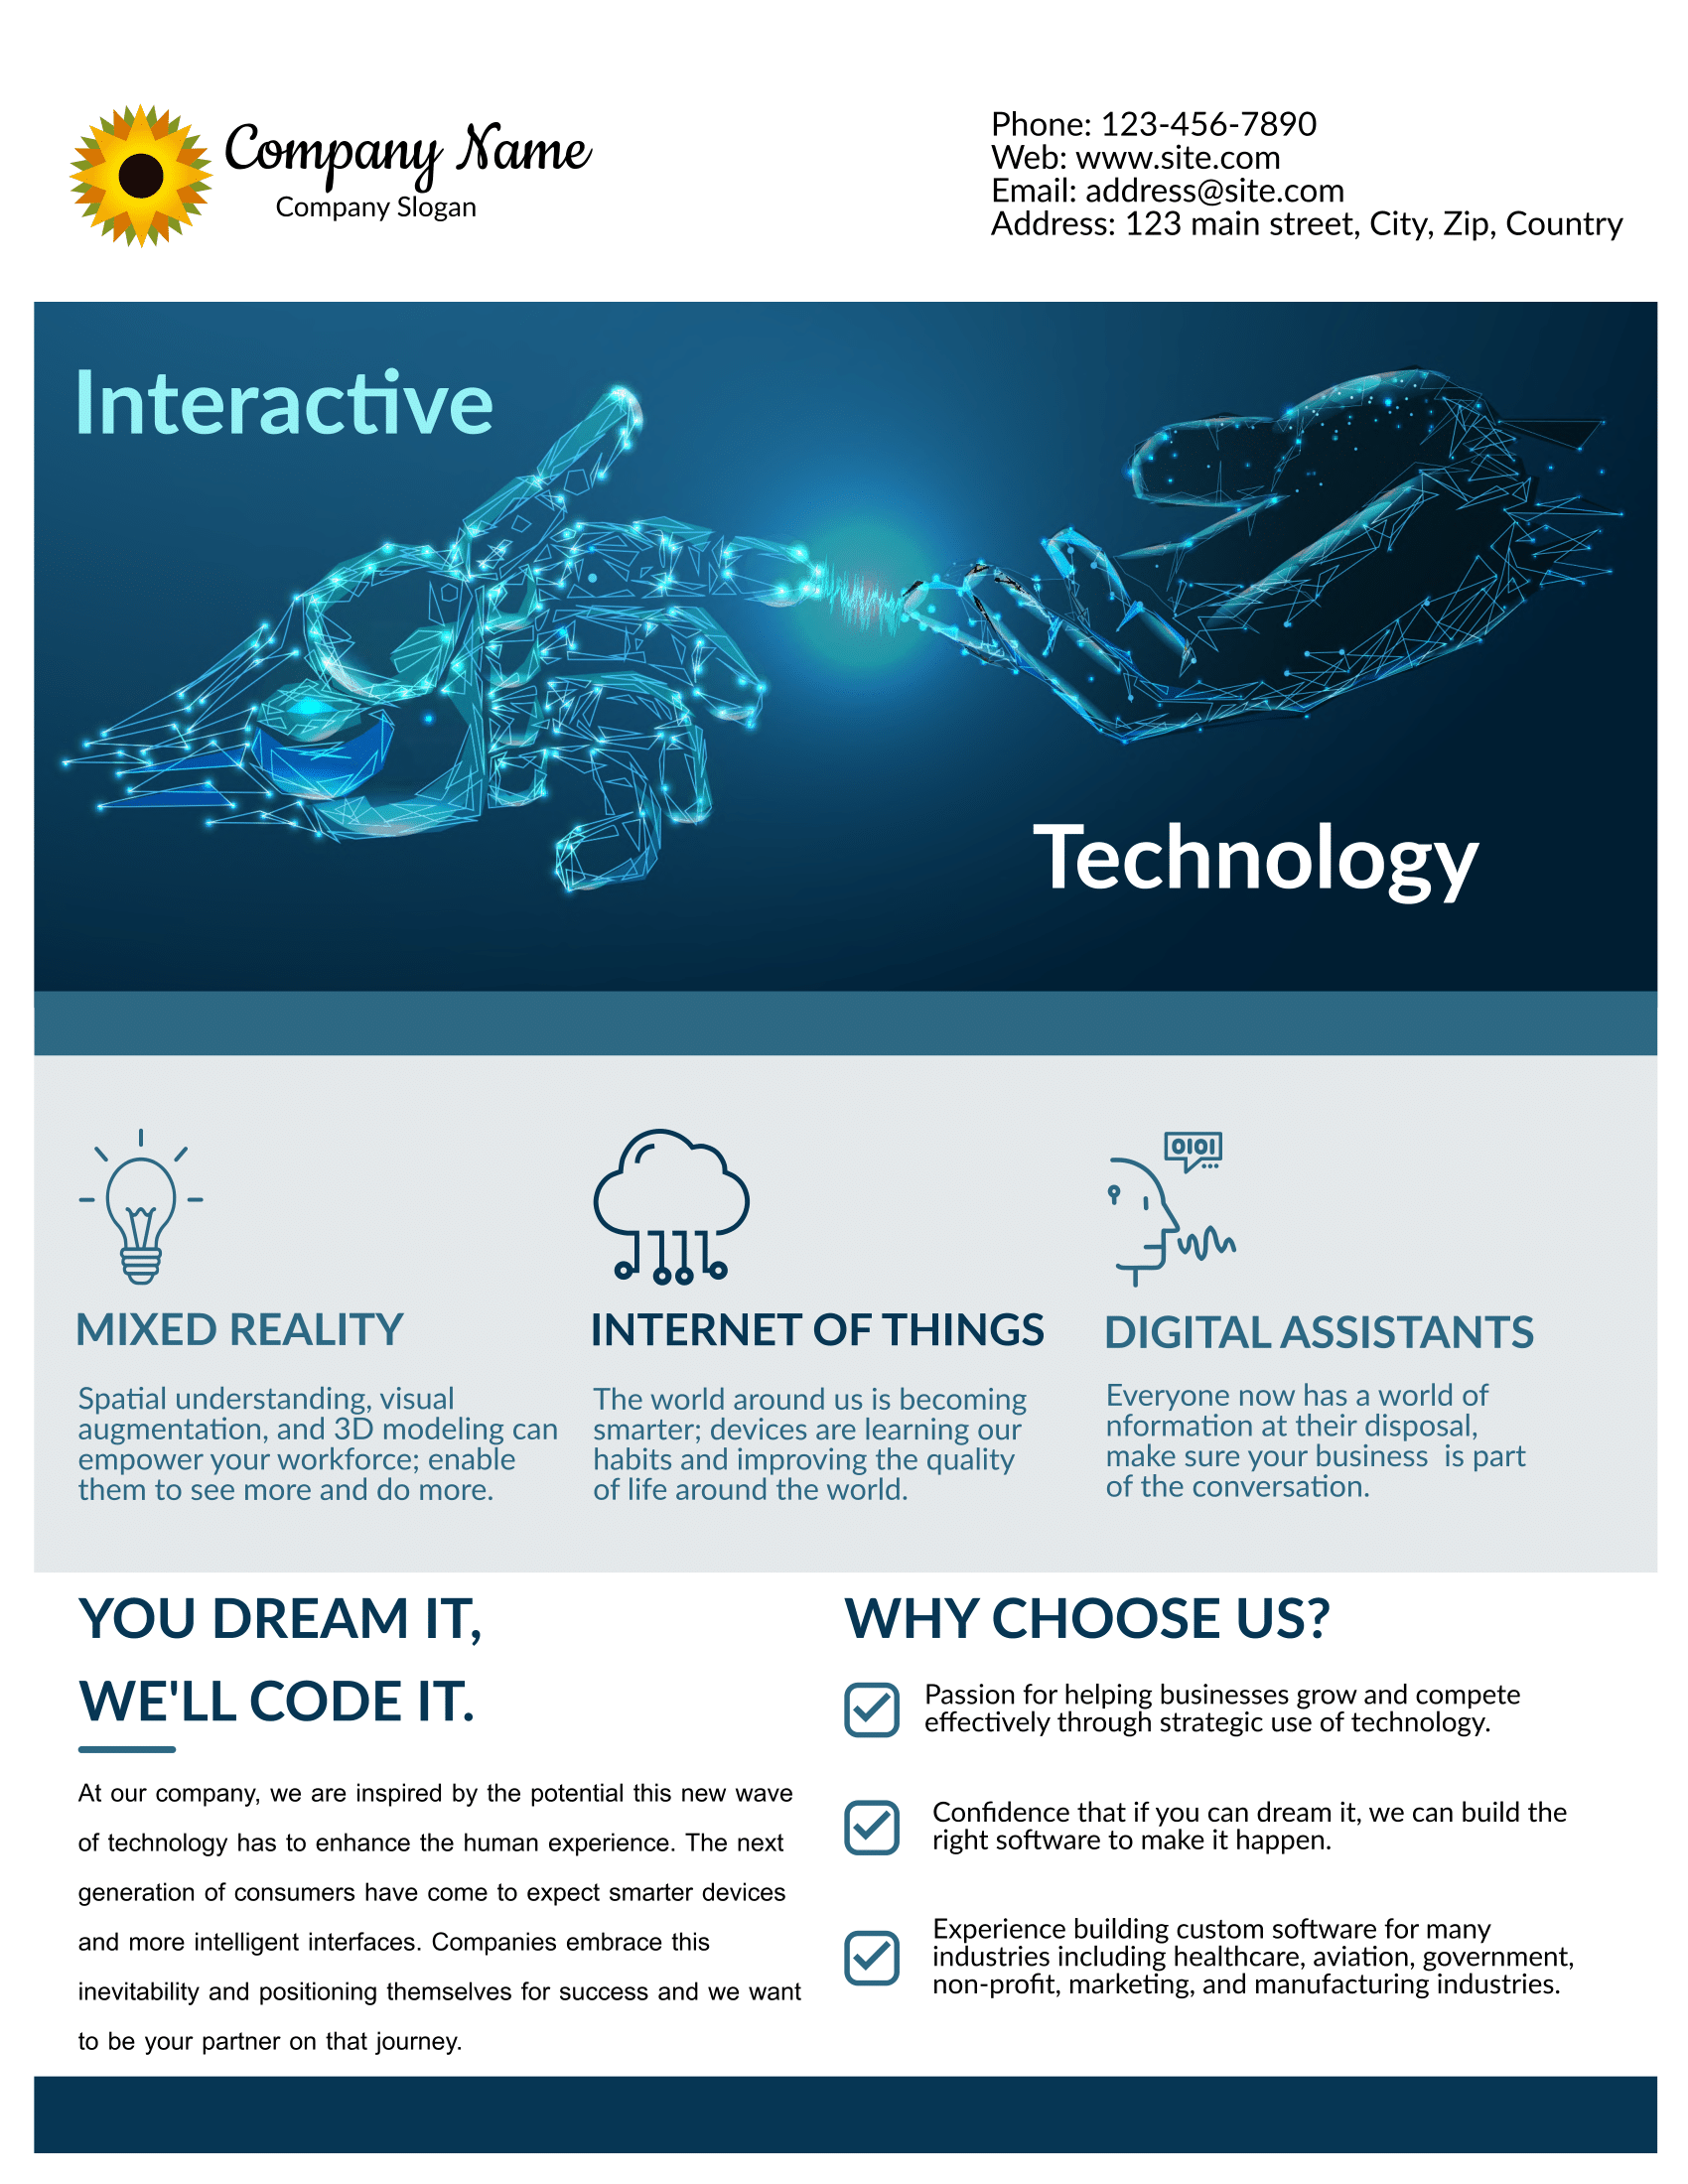 Company Name
Company Slogan
Phone: 123-456-7890
Web: www.site.com
Email: address@site.com
Address: 123 main street, City, Zip, Country
Interactive
Technology
0101
MIXED REALITY
Spatial understanding, visual
augmentation, and 3D modeling can
empower your workforce; enable
them to see more and do more.
INTERNET OF THINGS
The world around us is becoming
smarter; devices are learning our
habits and improving the quality
of life around the world.
DIGITAL ASSISTANTS
Everyone now has a world of
nformation at their disposal,
make sure your business  is part
of the conversation.
YOU DREAM IT,
WE'LL CODE IT.
At our company, we are inspired by the potential this new wave
of technology has to enhance the human experience. The next
generation of consumers have come to expect smarter devices
and more intelligent interfaces. Companies embrace this
inevitability and positioning themselves for success and we want
to be your partner on that journey.
WHY CHOOSE US?
Passion for helping businesses grow and compete
effectively through strategic use of technology.
Confidence that if you can dream it, we can build the
right software to make it happen.
Experience building custom software for many
industries including healthcare, aviation, government,
non-profit, marketing, and manufacturing industries.